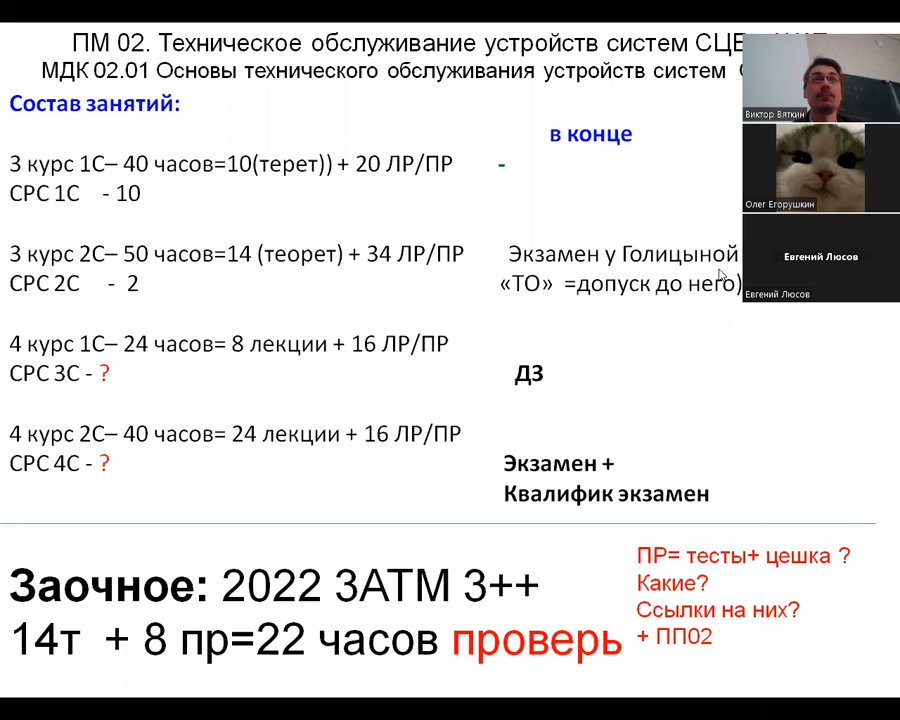 ПМ 02. Техническое обслуживание устройств систем СЦБ
МДК 02.01 Основы технического обслуживания устройств систем
Состав занятий:
в конце
3 курс 1С– 40 часов=10(терет)) + 20 ЛР/ПР -
СРС 1С - 10
3 курс 2С– 50 часов=14 (теорет) + 34 ЛР/ПР Экзамен у Голицыной
СРС 2С - 2 «ТО» =допуск до него)
4 курс 1С– 24 часов= 8 лекции + 16 ЛР/ПР
СРС 3С - ? ДЗ
4 курс 2С– 40 часов= 24 лекции + 16 ЛР/ПР
СРС 4С - ? Экзамен +
Квалифик экзамен
Заочное: 2022 3АТМ 3++
14т + 8 пр=22 часов проверь
ПР= тесты+ цешка ?
Какие?
Ссылки на них?
+ ПП02
Виктор Вяткин
Олег Егорушкин
Евгений Люсов
Евгений Люсов